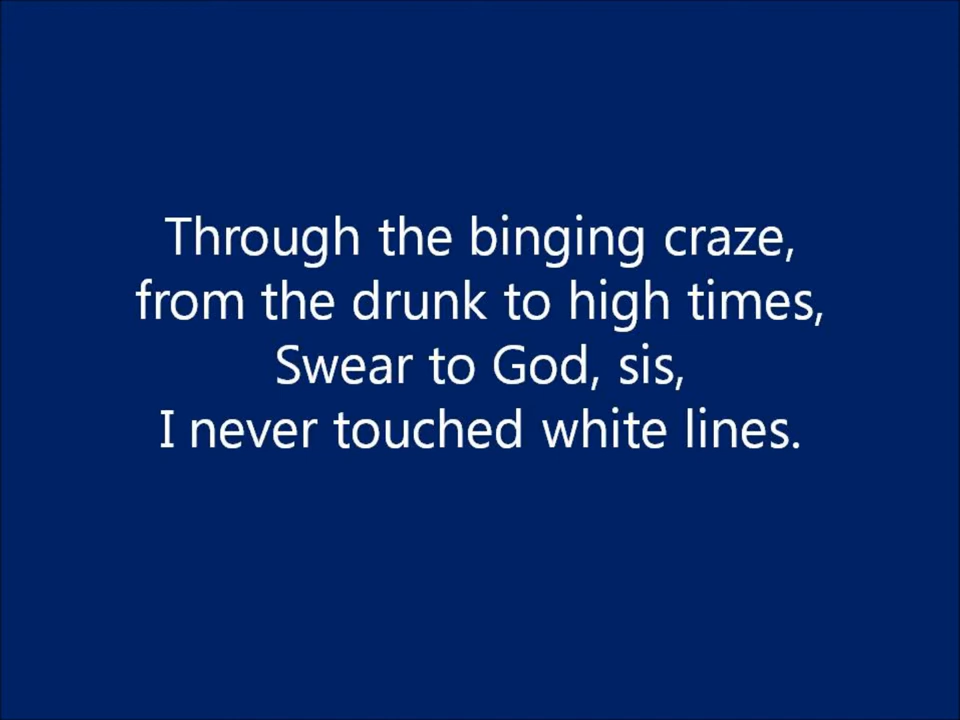 Through the binging craze,
from the drunk to high times,
Swear to God, sis,
I never touched white lines.